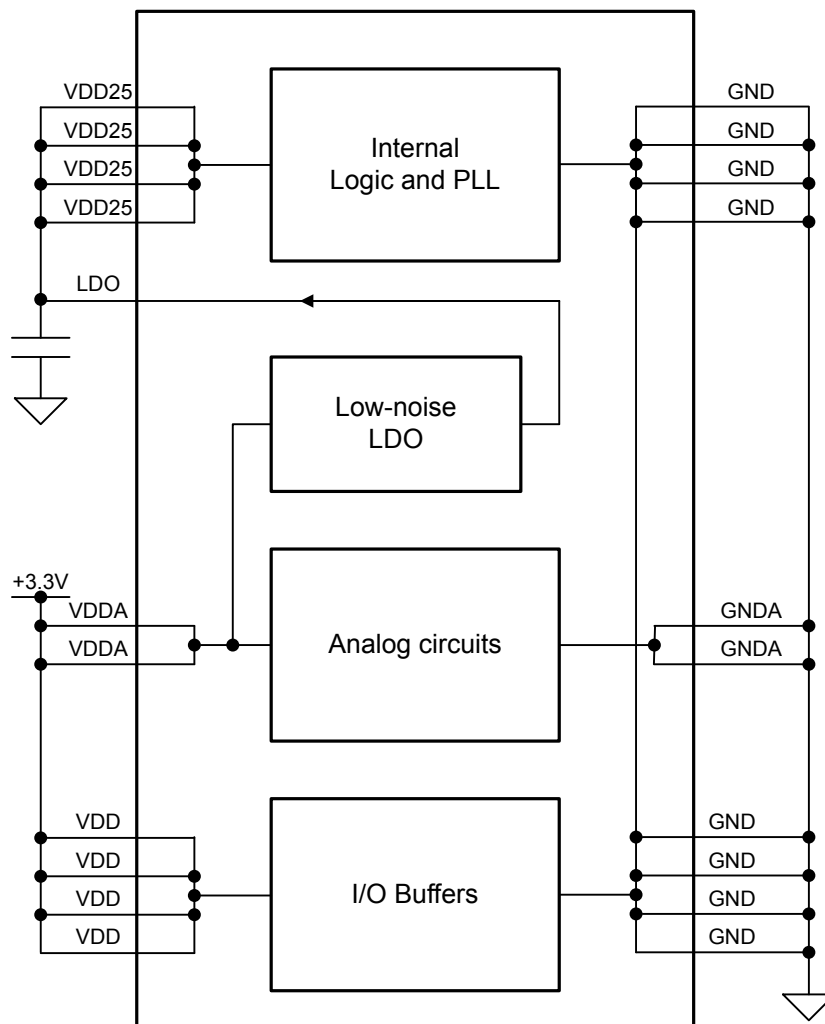 VDD25
VDD25
VDD25
VDD25
Internal
Logic and PLL
GND
GND
GND
GND
LDO
Low-noise
LDO
+3.3V
VDDA
VDDA
Analog circuits
GNDA
GNDA
VDD
VDD
VDD
VDD
I/O Buffers
GND
GND
GND
GND